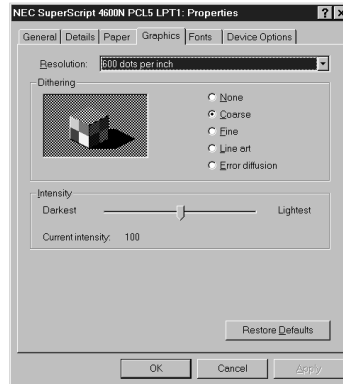 NEC SuperScript 4600N PCL5 LPT1: Properties
General Details Paper Graphics Fonts Device Options
Resolution: 600 dots per inch
Dithering
None
Coarse
Fine
Line art
Error diffusion
Intensity
Darkest Lightest
Current intensity: 100
Restore Defaults
OK Cancel Apply